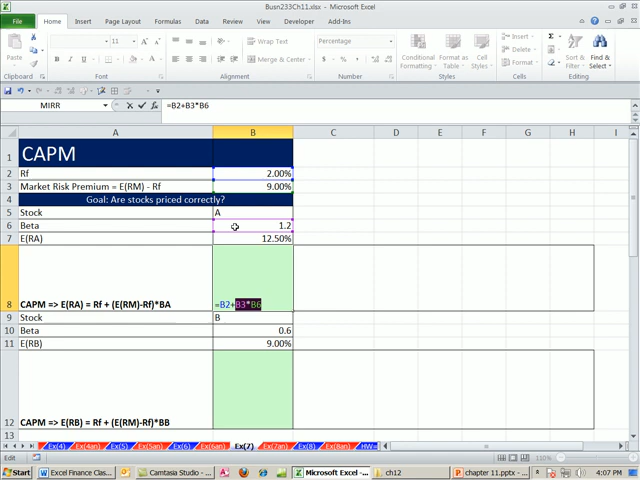 Busn233Ch11.xlsx - Microsoft Excel
File Home Insert Page Layout Formulas Data Review View Developer Add-Ins
Paste
11
Wrap Text
Percentage
Merge & Center
Conditional Formatting
Format as Table
Cell Styles
Insert
Delete
Format
Sort & Filter
Find & Select
Clipboard Font Alignment Number Styles Cells Editing
MIRR =B2+B3*B6
A B C D E F G H I
1 CAPM
2 Rf 2.00%
3 Market Risk Premium = E(RM) - Rf 9.00%
4 Goal: Are stocks priced correctly?
5 Stock A
6 Beta 1.2
7 E(RA) 12.50%
8 CAPM => E(RA) = Rf + (E(RM)-Rf)*BA =B2+B3*B6
9 Stock B
10 Beta 0.6
11 E(RB) 9.00%
12 CAPM => E(RB) = Rf + (E(RM)-Rf)*BB
13
Ex(4) Ex(4an) Ex(5) Ex(5an) Ex(6) Ex(6an) Ex(7) Ex(7an) Ex(8) Ex(8an) HW=
Edit 110%
Start Excel Finance Clas... Camtasia Studio - ... ch12 Microsoft Excel -... chapter 11.pptx - ... 4:07 PM